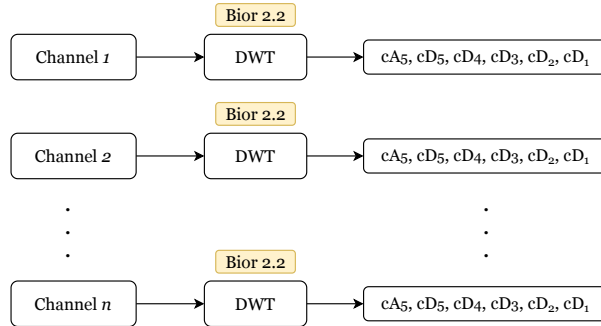 Bior 2.2
Channel 1 DWT cA₅, cD₅, cD₄, cD₃, cD₂, cD₁
Bior 2.2
Channel 2 DWT cA₅, cD₅, cD₄, cD₃, cD₂, cD₁
Bior 2.2
Channel n DWT cA₅, cD₅, cD₄, cD₃, cD₂, cD₁